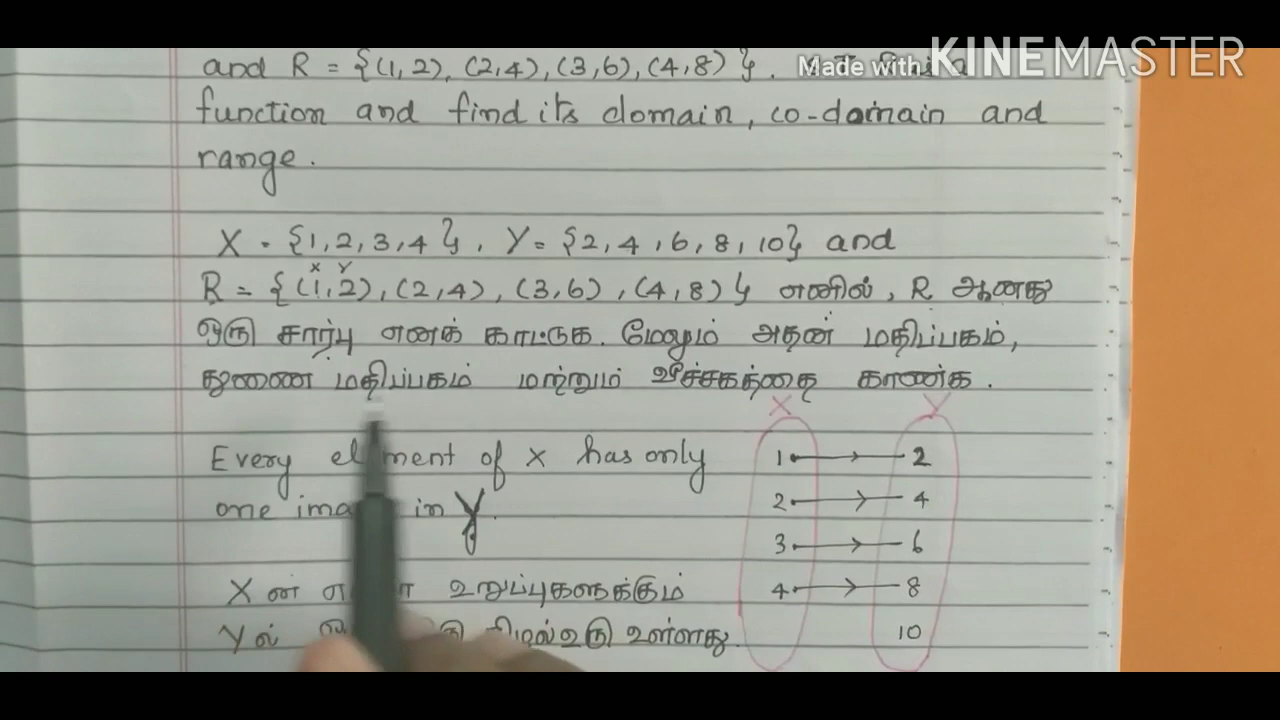 Made with KINEMASTER
and R = {(1, 2), (2,4), (3,6), (4,8)}.
function and find its domain, co-domain and
range.
X = {1, 2, 3, 4}, Y = {2, 4, 6, 8, 10} and
X Y
R = {(1,2), (2,4), (3,6), (4,8)} எனில், R ஆனது
ஒரு சார்பு எனக் காட்டுக. மேலும் அதன் மதிப்பகம்,
துணை மதிப்பகம் மற்றும் வீச்சகத்தை காண்க.
X Y
Every element of x has only
one image in Y.
1 2
2 4
3 6
4 8
10
X ன் உறுப்புகளுக்கும்
Y ல் நிழல்உரு உள்ளது.